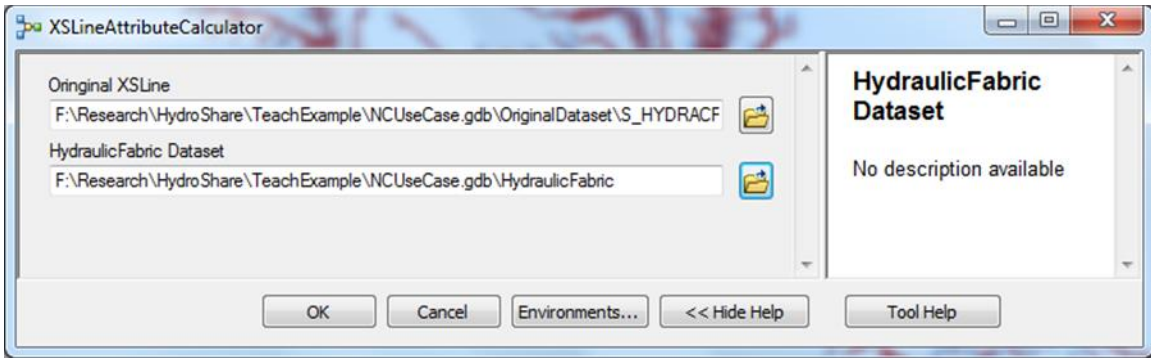 XSLineAttributeCalculator
Oringinal XSLine
F:\Research\HydroShare\TeachExample\NCUseCase.gdb\OriginalDataset\S_HYDRACF
HydraulicFabric Dataset
F:\Research\HydroShare\TeachExample\NCUseCase.gdb\HydraulicFabric
HydraulicFabric
Dataset
No description available
OK
Cancel
Environments...
<< Hide Help
Tool Help